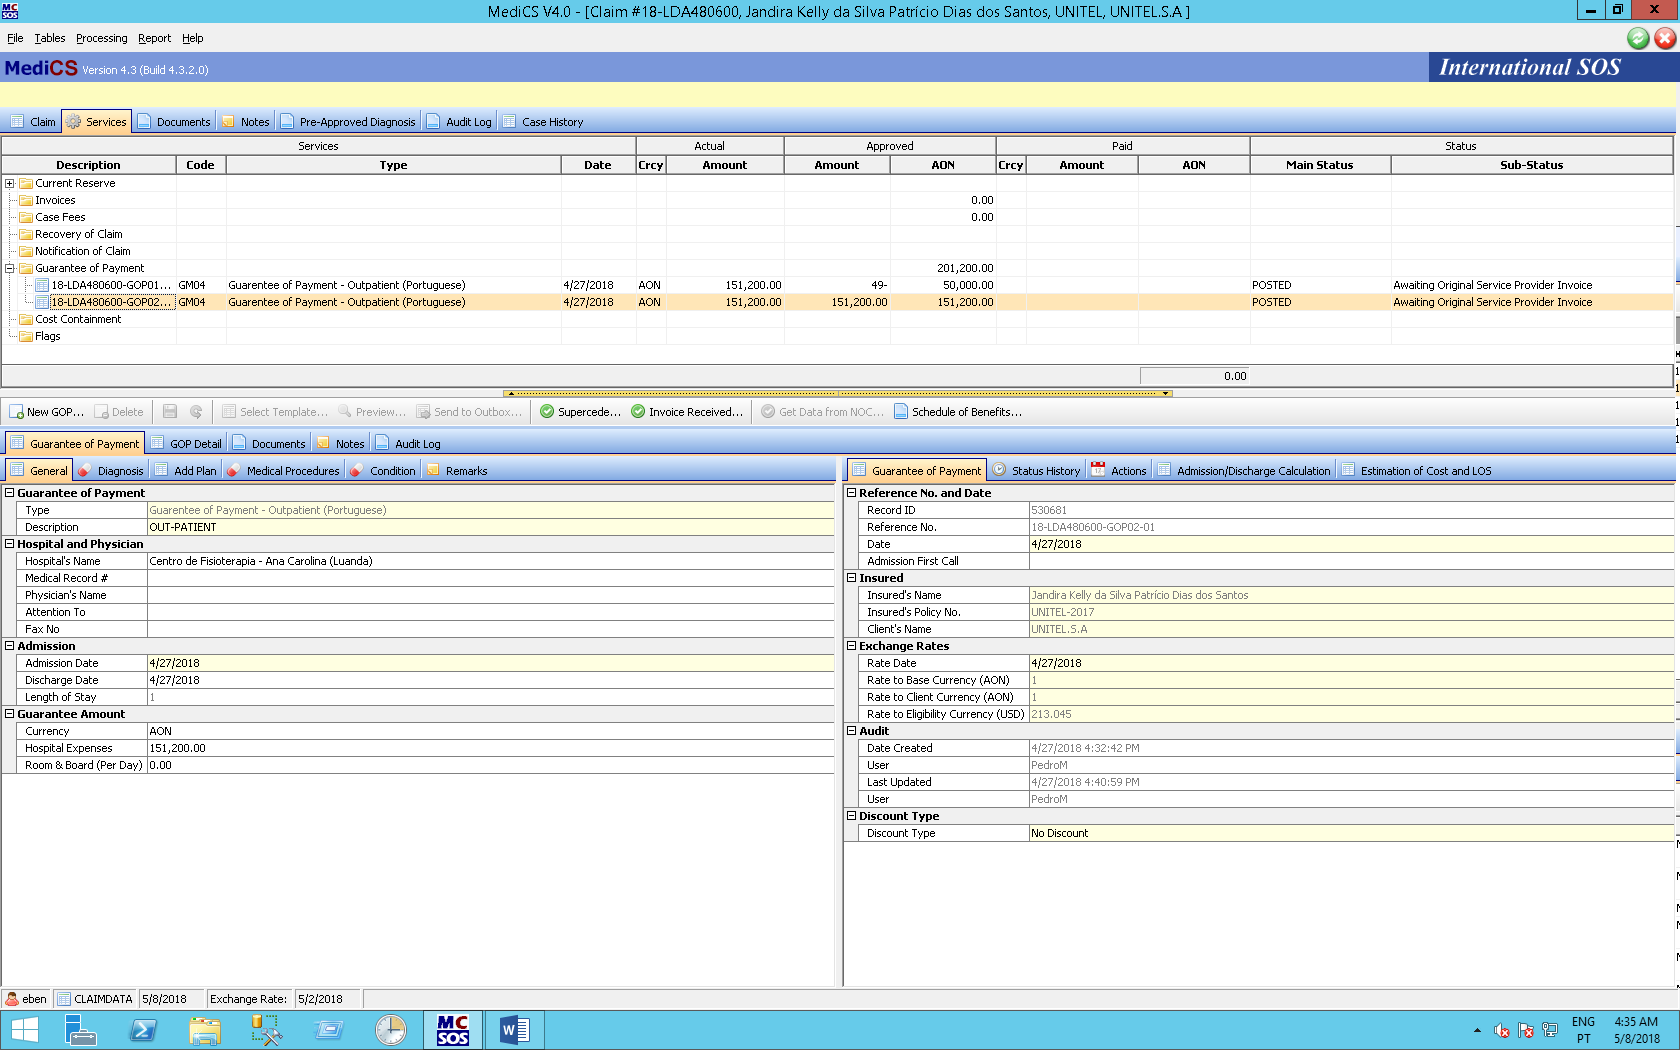 MediCS V4.0 - [Claim #18-LDA480600, Jandira Kelly da Silva Patrício Dias dos Santos, UNITEL, UNITEL.S.A ]
File Tables Processing Report Help
MediCS Version 4.3 (Build 4.3.2.0) International SOS
Claim Services Documents Notes Pre-Approved Diagnosis Audit Log Case History
Services Actual Approved Paid Status
Description Code Type Date Crcy Amount Amount AON Crcy Amount AON Main Status Sub-Status
Current Reserve
Invoices 0.00
Case Fees 0.00
Recovery of Claim
Notification of Claim
Guarantee of Payment 201,200.00
18-LDA480600-GOP01... GM04 Guarentee of Payment - Outpatient (Portuguese) 4/27/2018 AON 151,200.00 49- 50,000.00 POSTED Awaiting Original Service Provider Invoice
18-LDA480600-GOP02... GM04 Guarentee of Payment - Outpatient (Portuguese) 4/27/2018 AON 151,200.00 151,200.00 151,200.00 POSTED Awaiting Original Service Provider Invoice
Cost Containment
Flags
0.00
New GOP... Delete Select Template... Preview... Send to Outbox... Supercede... Invoice Received... Get Data from NOC... Schedule of Benefits...
Guarantee of Payment GOP Detail Documents Notes Audit Log
General Diagnosis Add Plan Medical Procedures Condition Remarks
Guarantee of Payment
Type Guarentee of Payment - Outpatient (Portuguese)
Description OUT-PATIENT
Hospital and Physician
Hospital's Name Centro de Fisioterapia - Ana Carolina (Luanda)
Medical Record #
Physician's Name
Attention To
Fax No
Admission
Admission Date 4/27/2018
Discharge Date 4/27/2018
Length of Stay 1
Guarantee Amount
Currency AON
Hospital Expenses 151,200.00
Room & Board (Per Day) 0.00
Guarantee of Payment Status History Actions Admission/Discharge Calculation Estimation of Cost and LOS
Reference No. and Date
Record ID 530681
Reference No. 18-LDA480600-GOP02-01
Date 4/27/2018
Admission First Call
Insured
Insured's Name Jandira Kelly da Silva Patrício Dias dos Santos
Insured's Policy No. UNITEL-2017
Client's Name UNITEL.S.A
Exchange Rates
Rate Date 4/27/2018
Rate to Base Currency (AON) 1
Rate to Client Currency (AON) 1
Rate to Eligibility Currency (USD) 213.045
Audit
Date Created 4/27/2018 4:32:42 PM
User PedroM
Last Updated 4/27/2018 4:40:59 PM
User PedroM
Discount Type
Discount Type No Discount
eben CLAIMDATA 5/8/2018 Exchange Rate: 5/2/2018
MC SOS ENG 4:35 AM
PT 5/8/2018